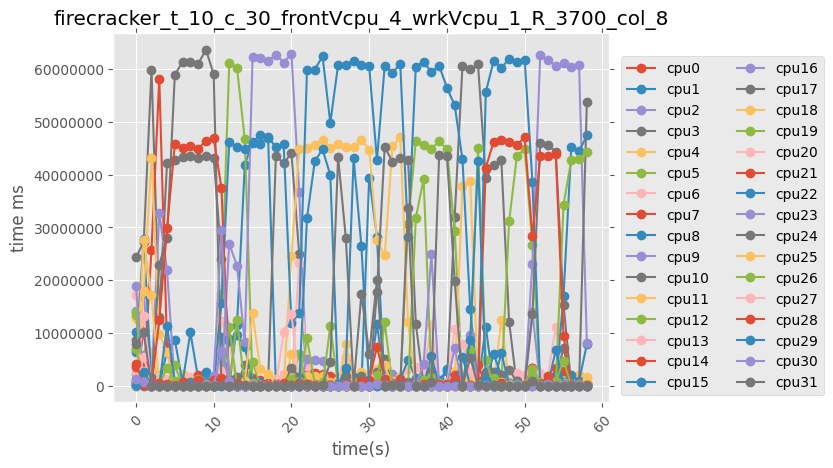 firecracker_t_10_c_30_frontVcpu_4_wrkVcpu_1_R_3700_col_8
time ms
60000000
50000000
40000000
30000000
20000000
10000000
0
0
10
20
30
40
50
60
time(s)
cpu0
cpu1
cpu2
cpu3
cpu4
cpu5
cpu6
cpu7
cpu8
cpu9
cpu10
cpu11
cpu12
cpu13
cpu14
cpu15
cpu16
cpu17
cpu18
cpu19
cpu20
cpu21
cpu22
cpu23
cpu24
cpu25
cpu26
cpu27
cpu28
cpu29
cpu30
cpu31